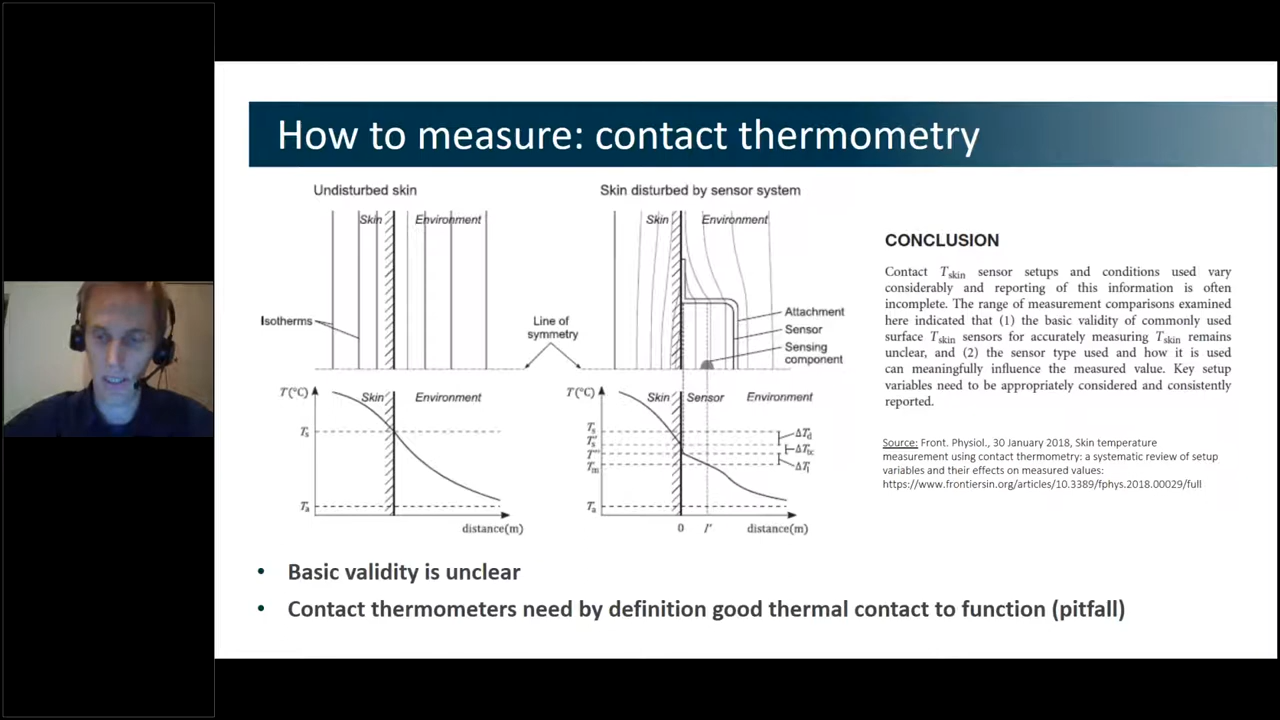 How to measure: contact thermometry
Undisturbed skin
Skin
Environment
Isotherms
Line of
symmetry
T(°C)
Skin
Environment
Ts
Ta
distance(m)
Skin disturbed by sensor system
Skin
Environment
Attachment
Sensor
Sensing
component
T(°C)
Skin
Sensor
Environment
Ts
Ts'
T''
Tm
Ta
ΔTd
ΔTtc
0
l'
distance(m)
CONCLUSION
Contact Tskin sensor setups and conditions used vary
considerably and reporting of this information is often
incomplete. The range of measurement comparisons examined
here indicated that (1) the basic validity of commonly used
surface Tskin sensors for accurately measuring Tskin remains
unclear, and (2) the sensor type used and how it is used
can meaningfully influence the measured value. Key setup
variables need to be appropriately considered and consistently
reported.
Source: Front. Physiol., 30 January 2018, Skin temperature
measurement using contact thermometry: a systematic review of setup
variables and their effects on measured values:
https://www.frontiersin.org/articles/10.3389/fphys.2018.00029/full
• Basic validity is unclear
• Contact thermometers need by definition good thermal contact to function (pitfall)